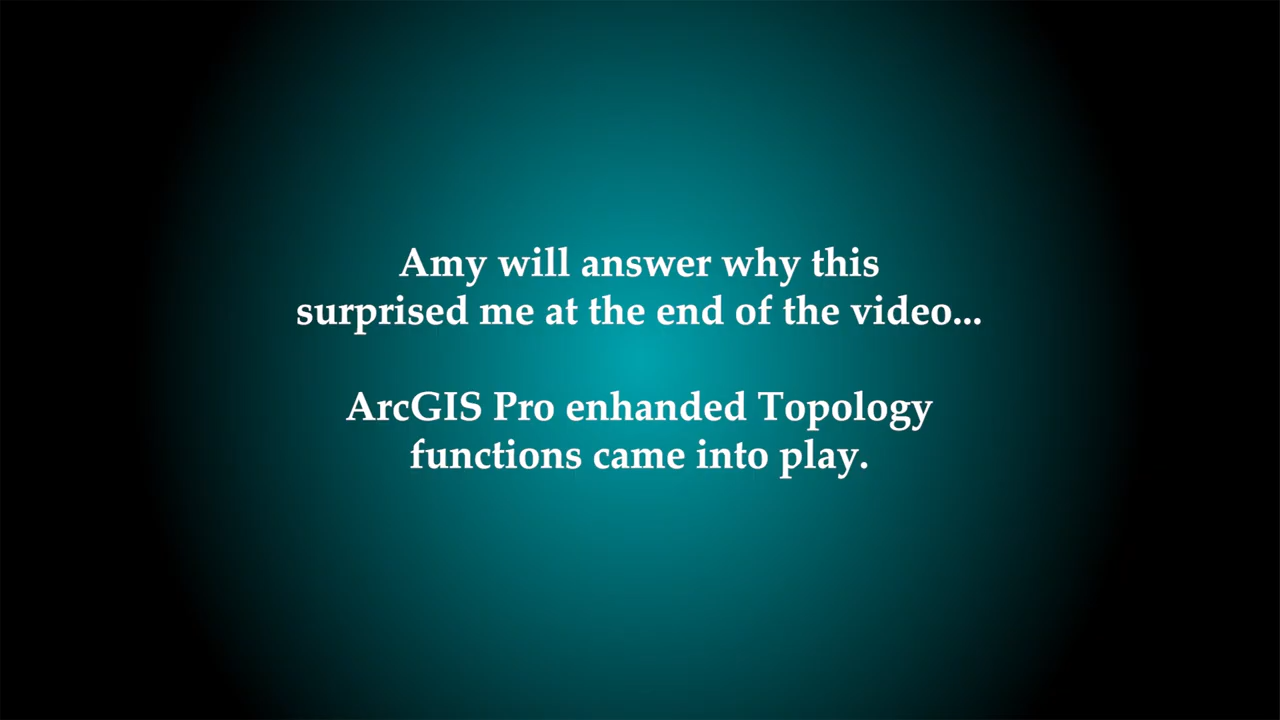 Amy will answer why this
surprised me at the end of the video...
ArcGIS Pro enhanded Topology
functions came into play.